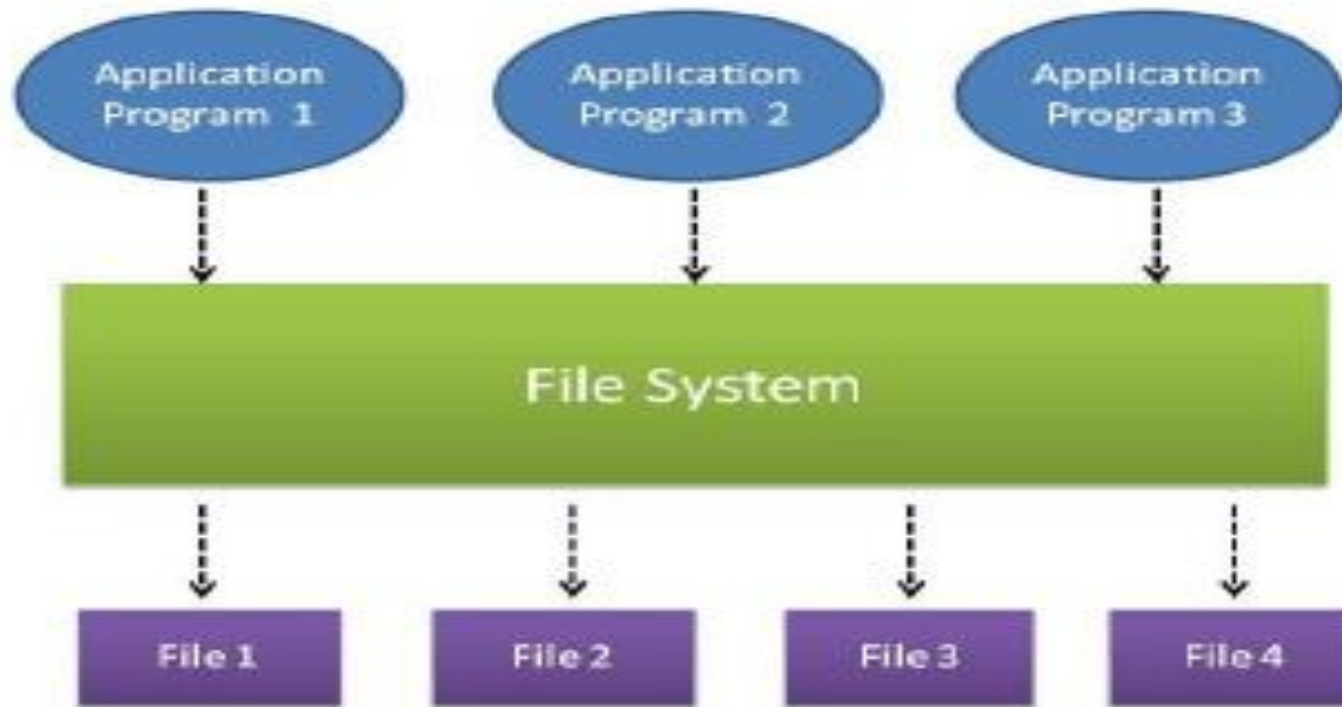 Application
Program 1
Application
Program 2
Application
Program 3
File System
File 1
File 2
File 3
File 4